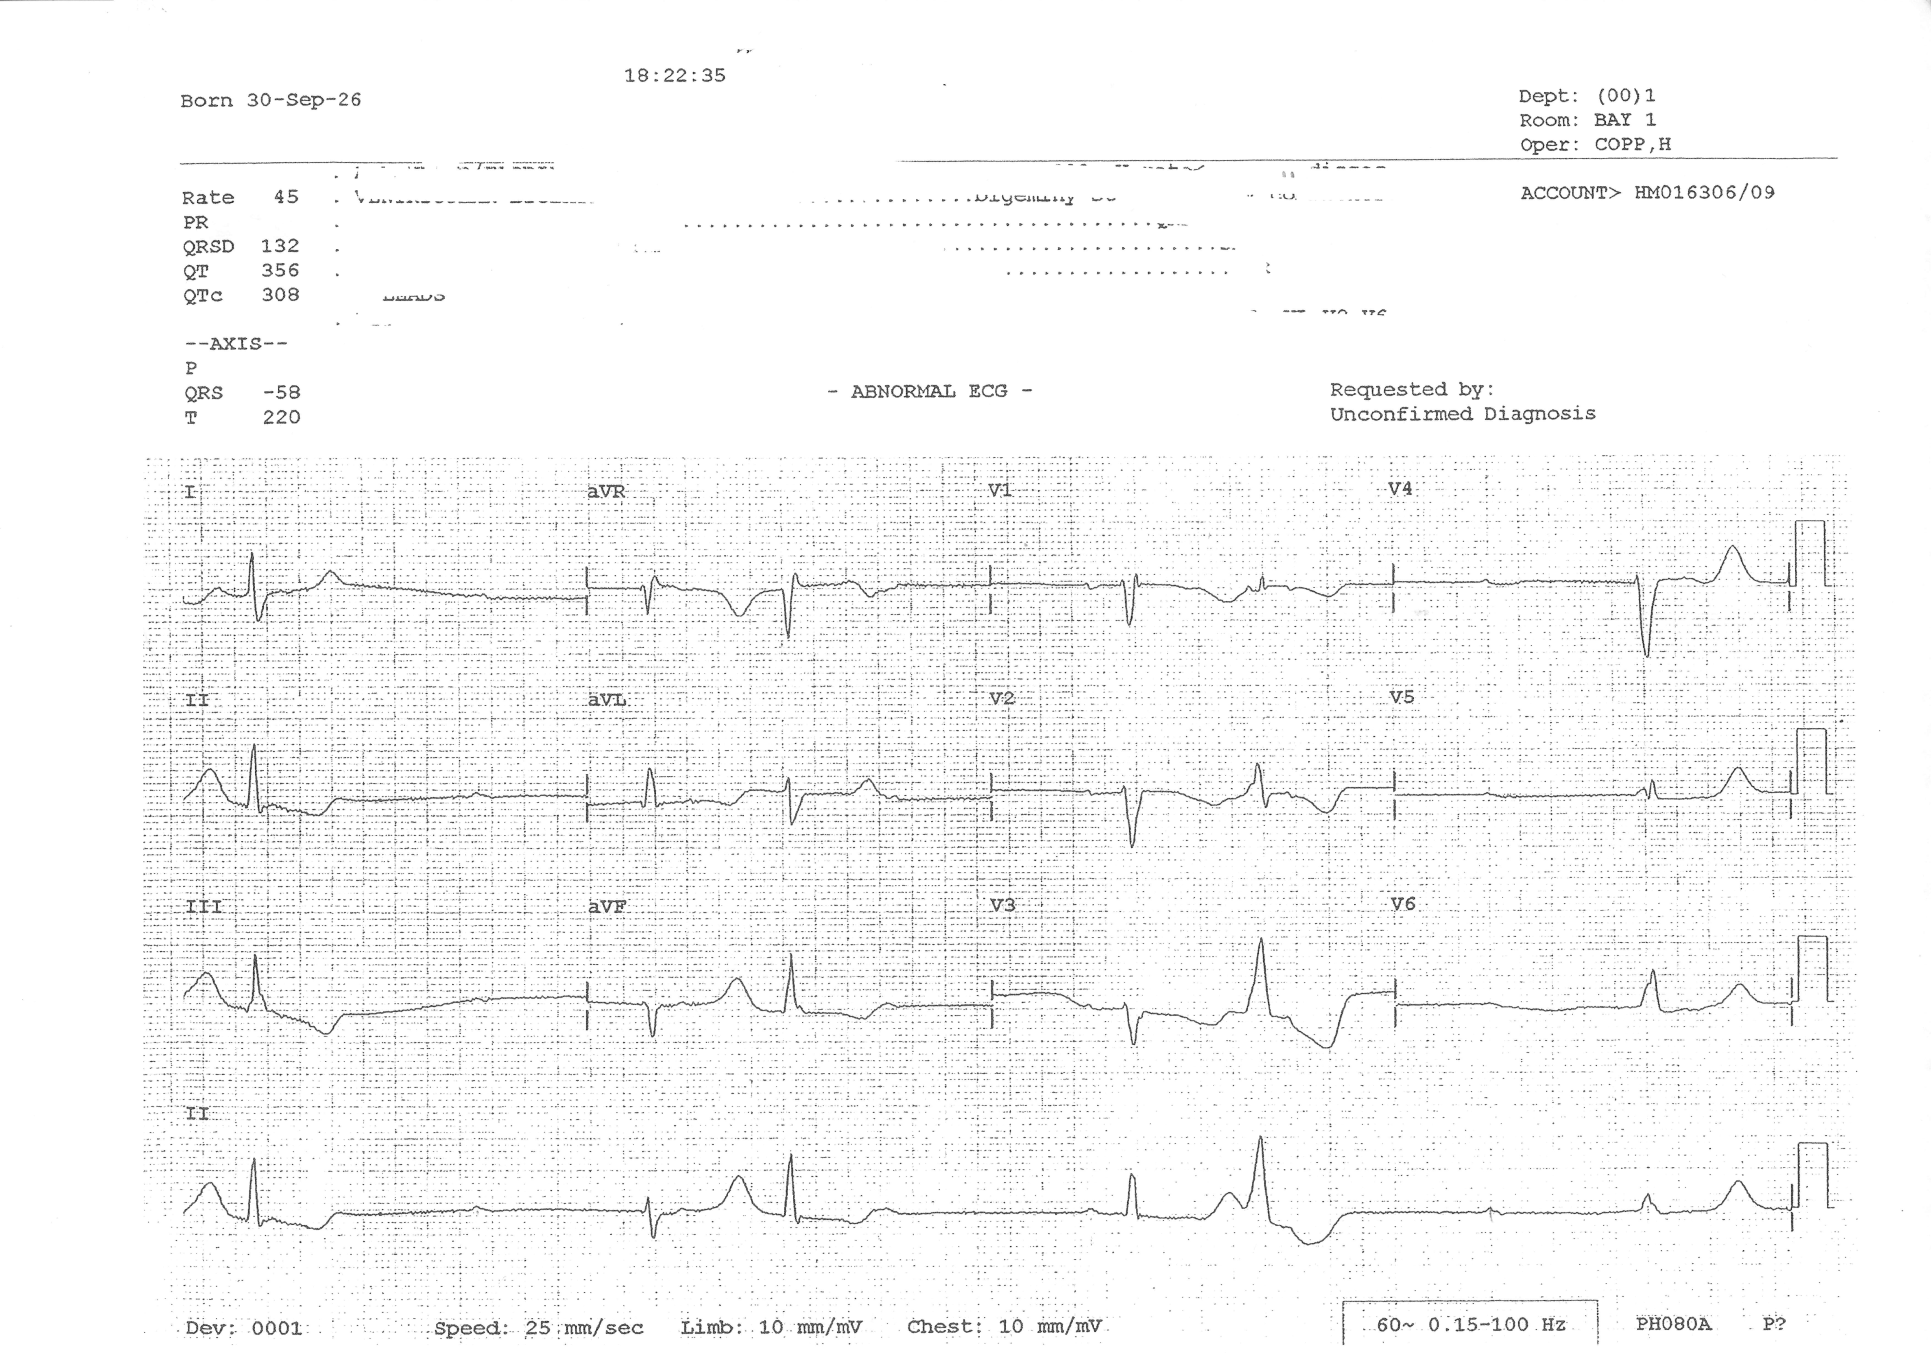 18:22:35
Born 30-Sep-26
Dept: (00)1
Room: BAY 1
Oper: COPP,H
Rate 45
ACCOUNT> HM016306/09
PR
QRSD 132
QT 356
QTc 308
--AXIS--
P
QRS -58
T 220
- ABNORMAL ECG -
Requested by:
Unconfirmed Diagnosis
I aVR V1 V4
II aVL V2 V5
III aVF V3 V6
II
Dev: 0001 Speed: 25 mm/sec Limb: 10 mm/mV Chest: 10 mm/mV 60~ 0.15-100 Hz PH080A P?